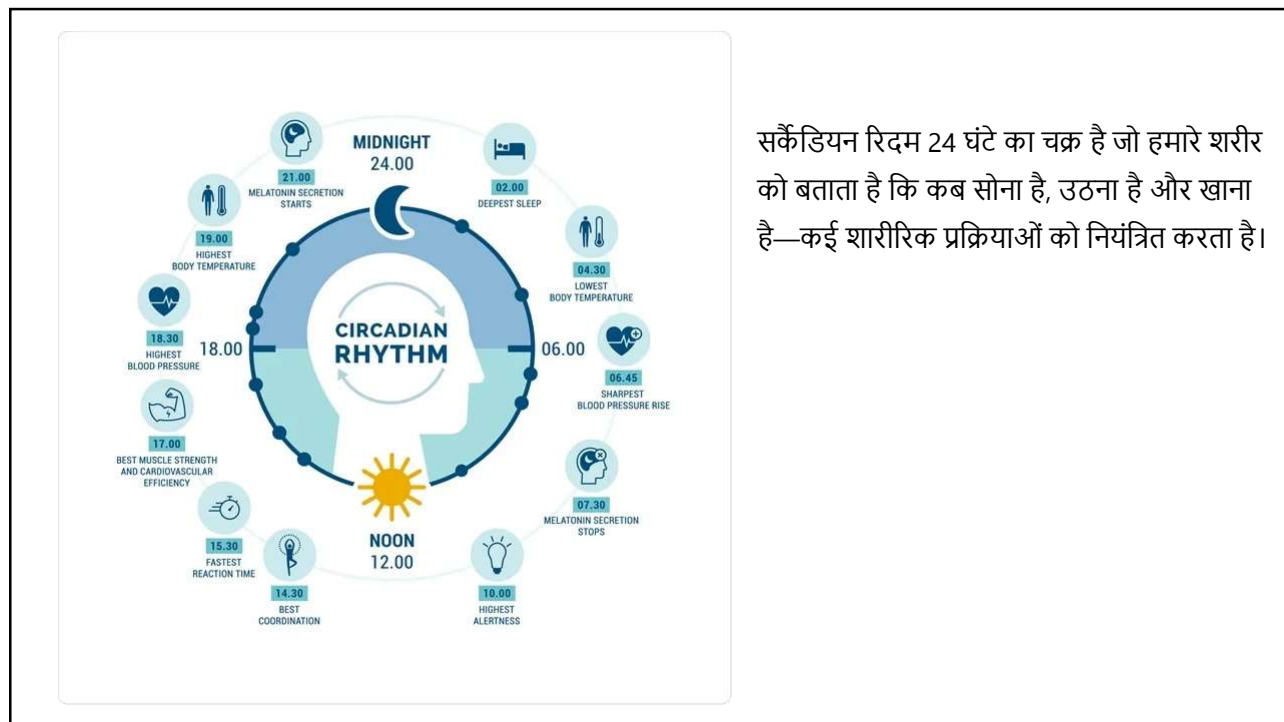 MIDNIGHT
24.00
02.00
DEEPEST SLEEP
04.30
LOWEST
BODY TEMPERATURE
06.00
06.45
SHARPEST
BLOOD PRESSURE RISE
07.30
MELATONIN SECRETION
STOPS
10.00
HIGHEST
ALERTNESS
NOON
12.00
14.30
BEST
COORDINATION
15.30
FASTEST
REACTION TIME
17.00
BEST MUSCLE STRENGTH
AND CARDIOVASCULAR
EFFICIENCY
18.00
18.30
HIGHEST
BLOOD PRESSURE
19.00
HIGHEST
BODY TEMPERATURE
21.00
MELATONIN SECRETION
STARTS
CIRCADIAN
RHYTHM
सर्कैडियन रिदम 24 घंटे का चक्र है जो हमारे शरीर
को बताता है कि कब सोना है, उठना है और खाना
है—कई शारीरिक प्रक्रियाओं को नियंत्रित करता है।